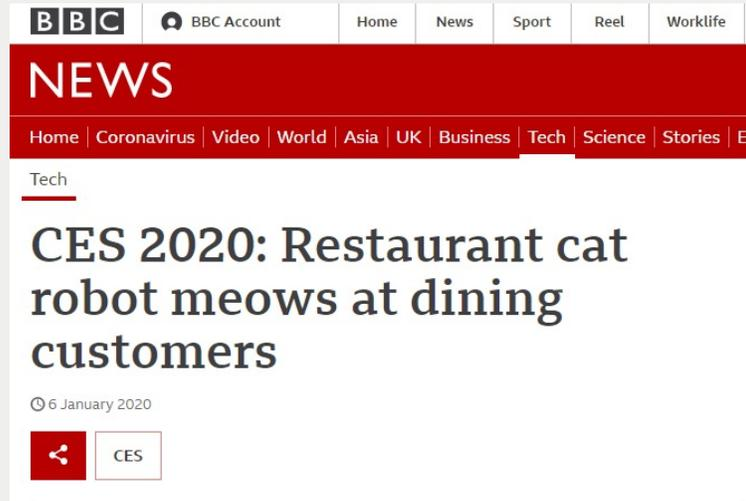 BBC BBC Account Home News Sport Reel Worklife
NEWS
Home Coronavirus Video World Asia UK Business Tech Science Stories E
Tech
CES 2020: Restaurant cat
robot meows at dining
customers
6 January 2020
CES